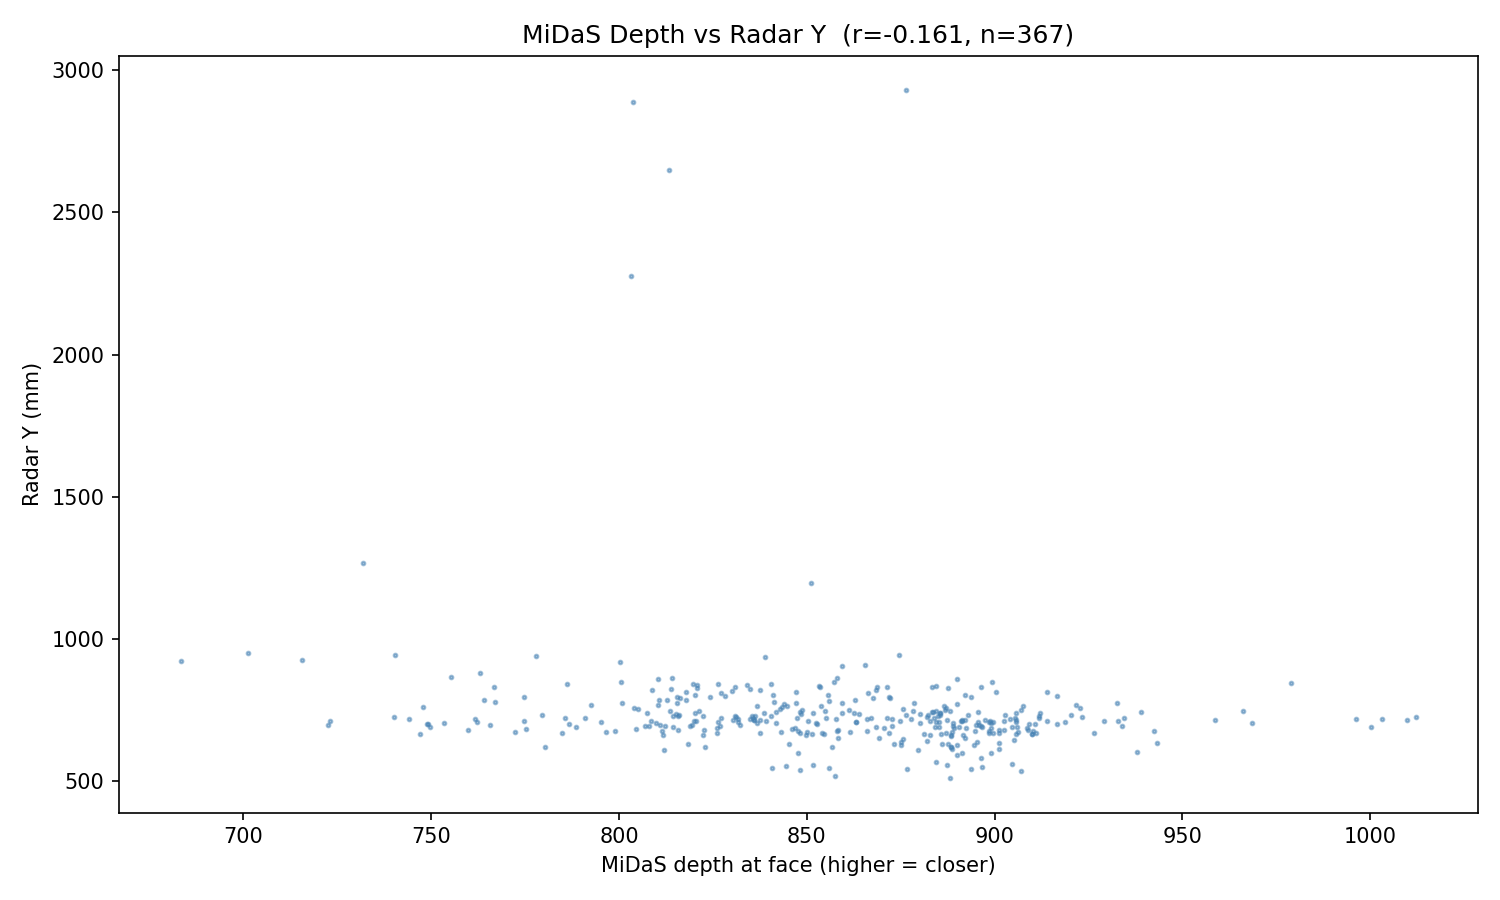 MiDaS Depth vs Radar Y (r=-0.161, n=367)
3000
2500
2000
1500
1000
500
Radar Y (mm)
700 750 800 850 900 950 1000
MiDaS depth at face (higher = closer)